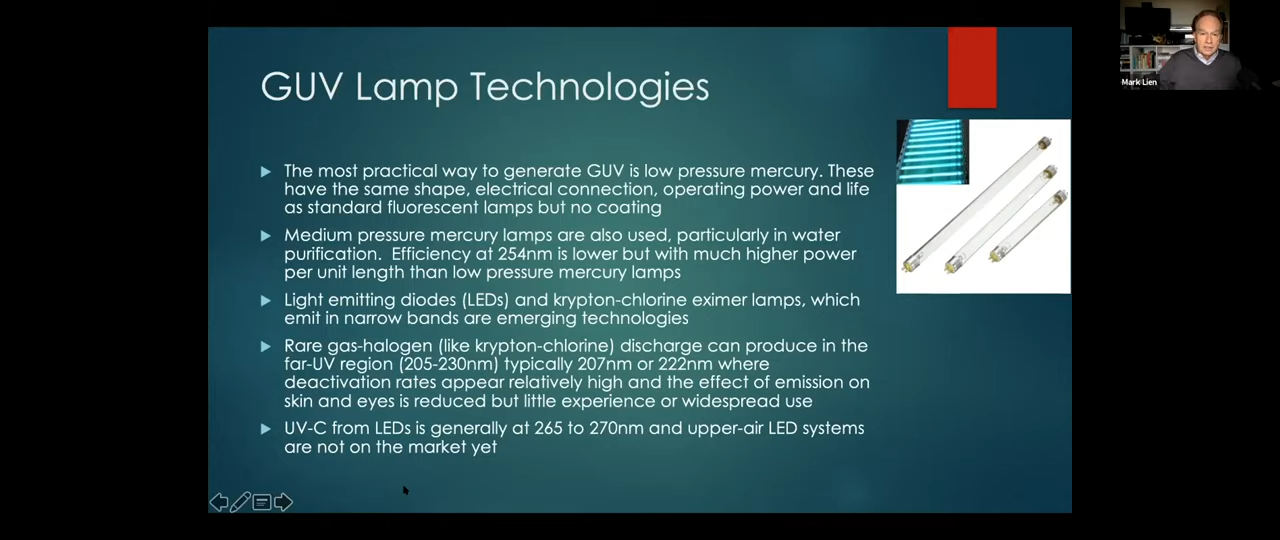 GUV Lamp Technologies
The most practical way to generate GUV is low pressure mercury. These
have the same shape, electrical connection, operating power and life
as standard fluorescent lamps but no coating
Medium pressure mercury lamps are also used, particularly in water
purification. Efficiency at 254nm is lower but with much higher power
per unit length than low pressure mercury lamps
Light emitting diodes (LEDs) and krypton-chlorine eximer lamps, which
emit in narrow bands are emerging technologies
Rare gas-halogen (like krypton-chlorine) discharge can produce in the
far-UV region (205-230nm) typically 207nm or 222nm where
deactivation rates appear relatively high and the effect of emission on
skin and eyes is reduced but little experience or widespread use
UV-C from LEDs is generally at 265 to 270nm and upper-air LED systems
are not on the market yet
Mark Lien